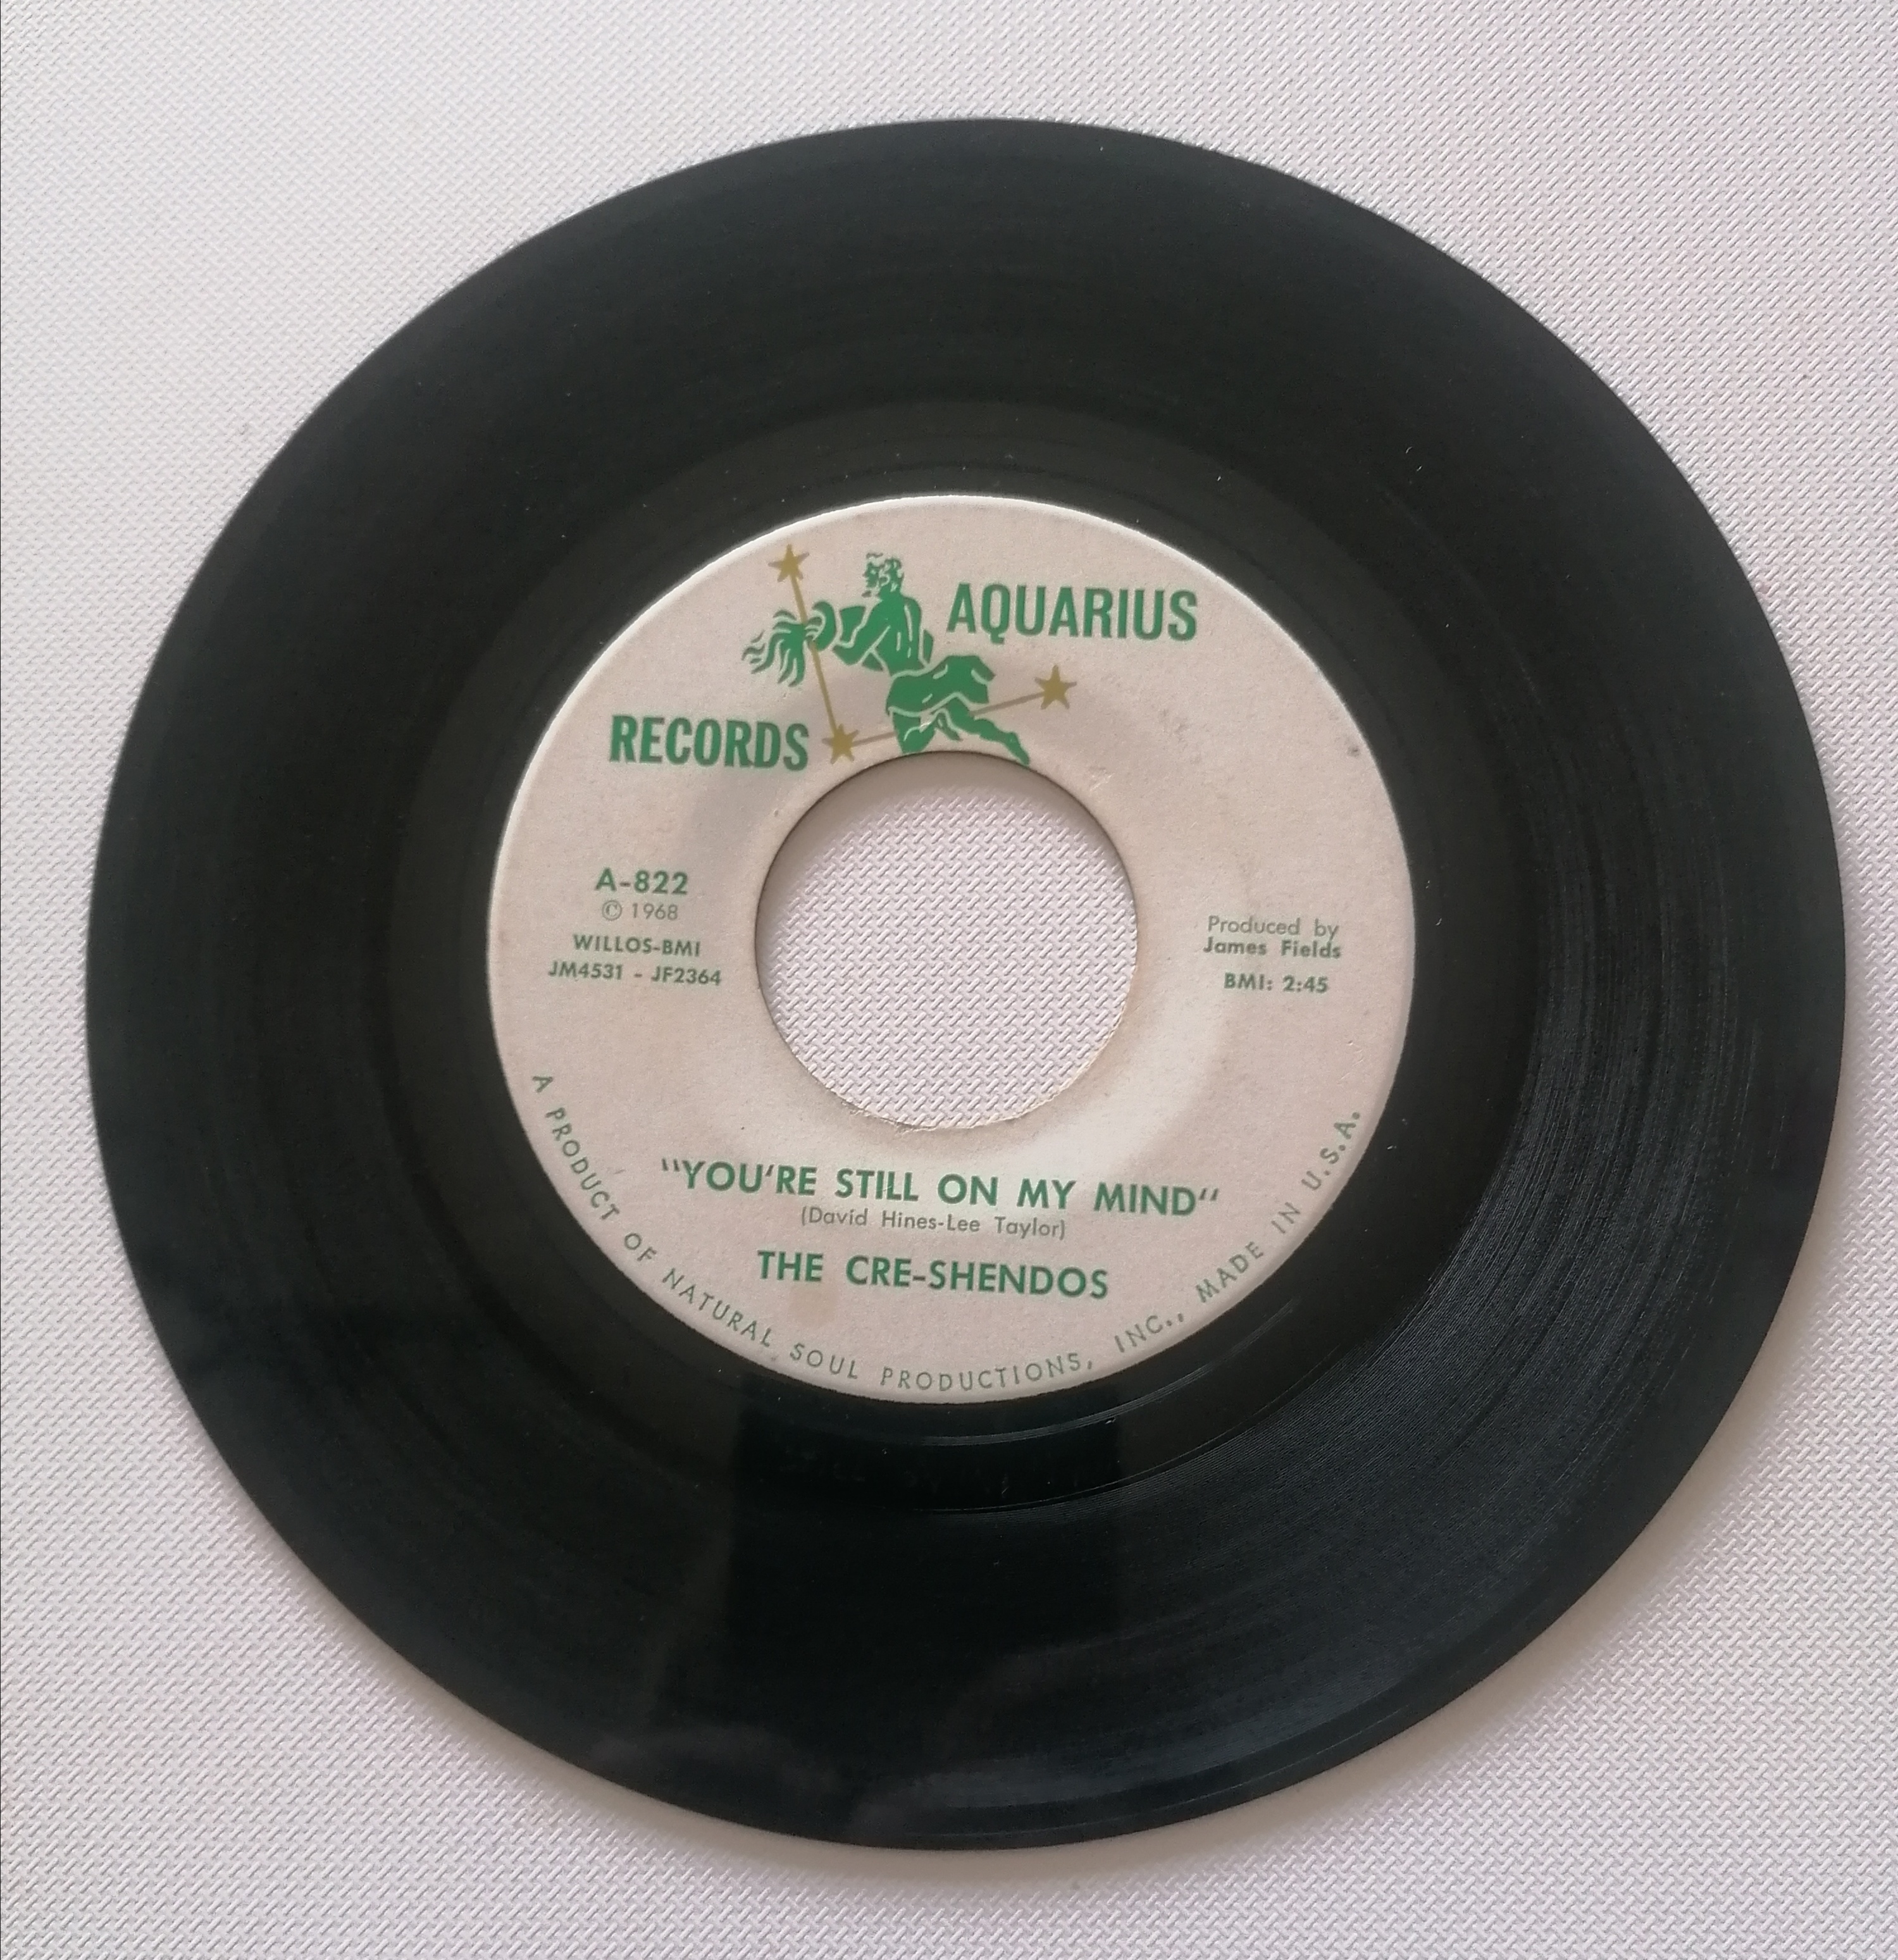 AQUARIUS
RECORDS
A-822
© 1968
WILLOS-BMI
JM4531 - JF2364
Produced by
James Fields
BMI: 2:45
"YOU'RE STILL ON MY MIND"
(David Hines-Lee Taylor)
THE CRE-SHENDOS
A PRODUCT OF NATURAL SOUL PRODUCTIONS, INC., MADE IN U.S.A.